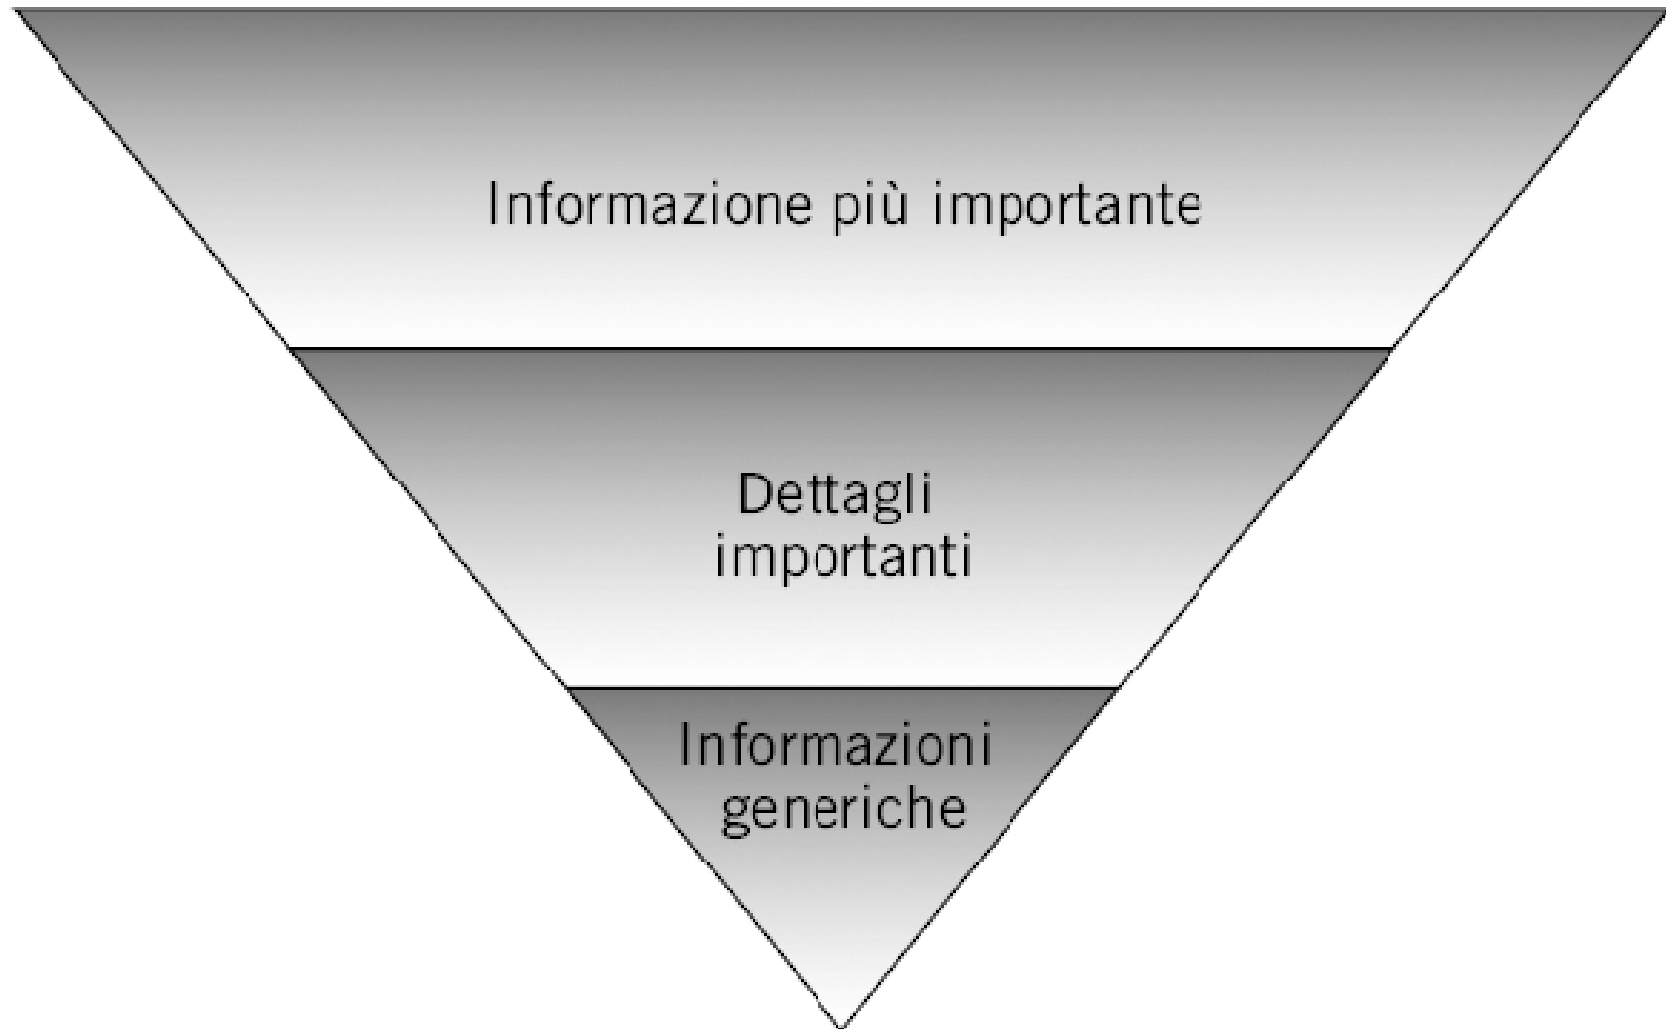 Informazione più importante
Dettagli
importanti
Informazioni
generiche